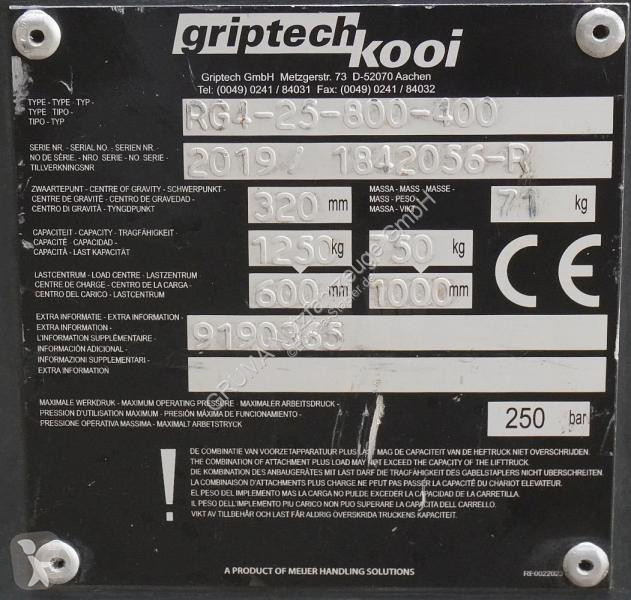 griptech kooi
Griptech GmbH Metzgerstr. 73 D-52070 Aachen
Tel: (0049) 0241 / 84031 Fax: (0049) 0241 / 84032
TYPE - TYPE - TYP -
TYPE TIPO -
TIPO - TYP
RG4-25-800-400
SERIE NR. - SERIAL NO. - SERIEN NR. -
NO DE SÉRIE. - NRO. SERIE - NO. SERIE -
TILLVERKNINGSNR
2019 / 1842056-R
ZWAARTEPUNT - CENTRE OF GRAVITY - SCHWERPUNKT -
CENTRE DE GRAVITÉ - CENTRO DE GRAVEDAD -
CENTRO DI GRAVITÀ - TYNGDPUNKT
320 mm
MASSA - MASS MASSE -
MASS - PESO -
MASSA - VIKT
71 kg
CAPACITEIT - CAPACITY - TRAGFÄHIGKEIT -
CAPACITÉ - CAPACIDAD -
CAPACITÀ - LAST KAPACITÄT
1250 kg
50 kg
LASTCENTRUM - LOAD CENTRE - LASTZENTRUM
CENTRE DE CHARGE - CENTRO DE LA CARGA -
CENTRO DEL CARICO - LASTCENTRUM
600 mm
1000 mm
CE
EXTRA INFORMATIE - EXTRA INFORMATION -
EXTRA INFORMATION -
L'INFORMATION SUPPLÉMENTAIRE -
INFORMACIÓN ADICIONAL -
INFORMAZIONI SUPPLEMENTARI -
EXTRA INFORMATION
9190365
MAXIMALE WERKDRUK - MAXIMUM OPERATING PRESSURE - MAXIMALER ARBEITSDRUCK -
PRESSION D'UTILISATION MAXIMUM - PRESIÓN MÁXIMA DE FUNCIONAMIENTO -
PRESSIONE OPERATIVA MASSIMA - MAXIMALT ARBETSTRYCK
250 bar
!
DE COMBINATIE VAN VOORZETAPPARATUUR PLUS LAST MAG DE CAPACITEIT VAN DE HEFTRUCK NIET OVERSCHRIJDEN.
THE COMBINATION OF ATTACHMENT PLUS LOAD MAY NOT EXCEED THE CAPACITY OF THE LIFTTRUCK.
DIE KOMBINATION DES ANBAUGERÄTES MIT LAST DARF DIE TRAGFÄHIGKEIT DES GABELSTAPLERS NICHT ÜBERSCHREITEN.
LA COMBINAISON D'ATTACHMENTS PLUS CHARGE NE PEUT PAS PASSER LA CAPACITÉ DU CHARIOT ELEVATEUR.
EL PESO DEL IMPLEMENTO MAS LA CARGA NO PUEDE EXCEDER LA CAPACIDAD DE LA CARRETILLA.
IL PESO DELL'IMPLEMENTO PIU CARICO NON PUO SUPERARE LA CAPACITA DELL CARRELLO.
VIKT AV TILLBEHÖR OCH LAST FÅR ALDRIG ÖVERSKRIDA TRUCKENS KAPACITET.
A PRODUCT OF MEIJER HANDLING SOLUTIONS